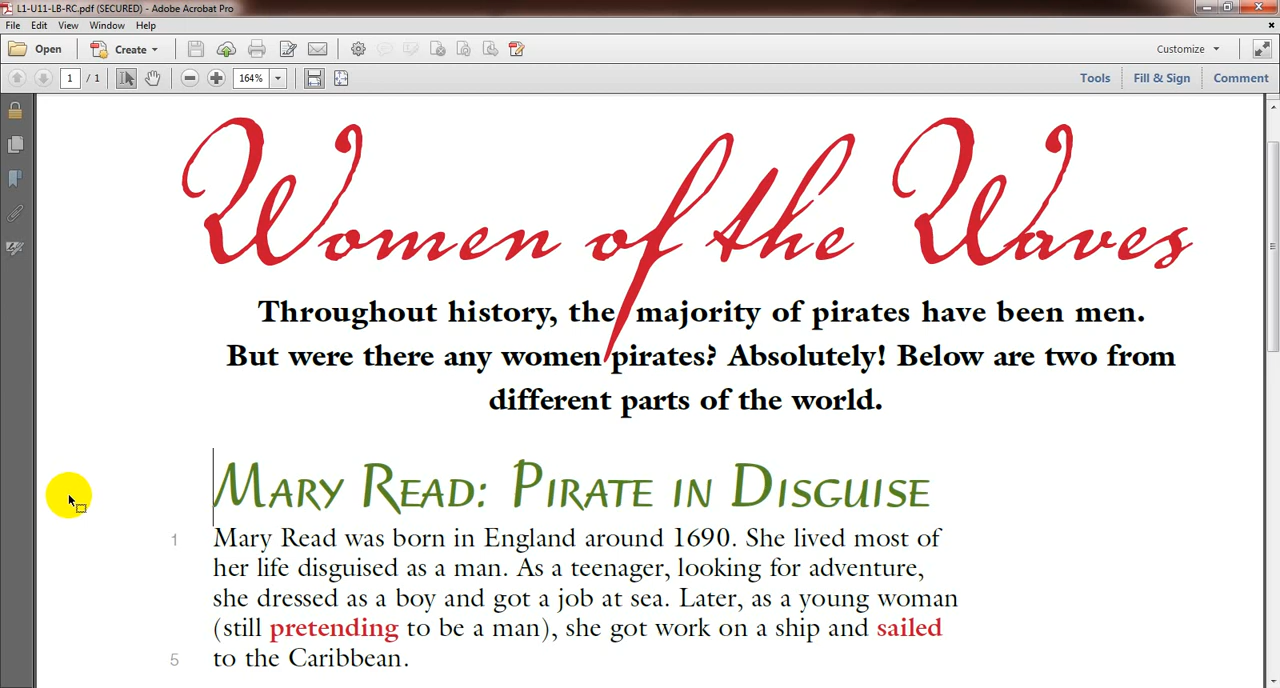 L1-U11-LB-RC.pdf (SECURED) - Adobe Acrobat Pro
File Edit View Window Help
Open Create Customize
1 / 1 164% Tools Fill & Sign Comment
Women of the Waves
Throughout history, the majority of pirates have been men.
But were there any women pirates? Absolutely! Below are two from
different parts of the world.
Mary Read: Pirate in Disguise
1 Mary Read was born in England around 1690. She lived most of
her life disguised as a man. As a teenager, looking for adventure,
she dressed as a boy and got a job at sea. Later, as a young woman
(still pretending to be a man), she got work on a ship and sailed
5 to the Caribbean.